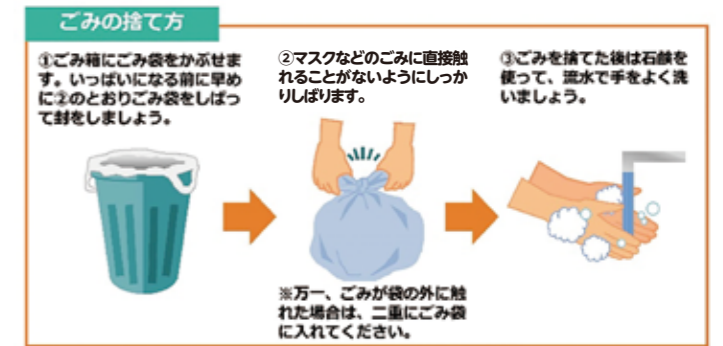 ごみの捨て方
①ごみ箱にごみ袋をかぶせま
す。いっぱいになる前に早め
に②のとおりごみ袋をしばっ
て封をしましょう。
②マスクなどのごみに直接触
れることがないようにしっか
りしばります。
※万一、ごみが袋の外に触
れた場合は、二重にごみ袋
に入れてください。
③ごみを捨てた後は石鹸を
使って、流水で手をよく洗
いましょう。